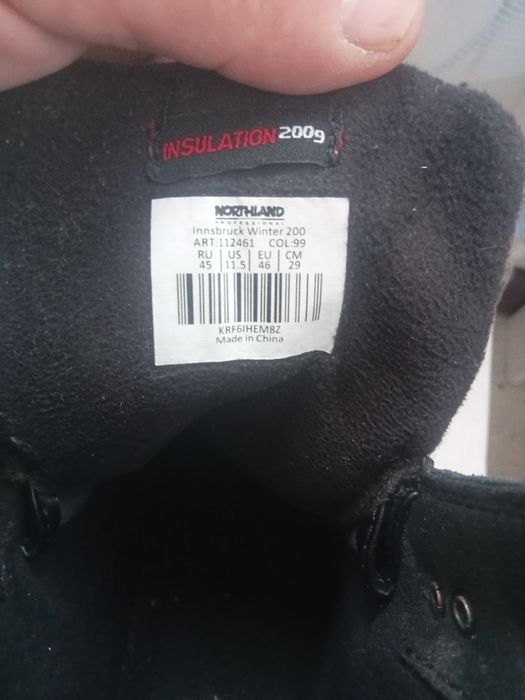 INSULATION 200g
NORTHLAND
PROFESSIONAL
Innsbruck Winter 200
ART:112461 COL:99
RU US EU CM
45 11.5 46 29
KRF6IHEM8Z
Made in China